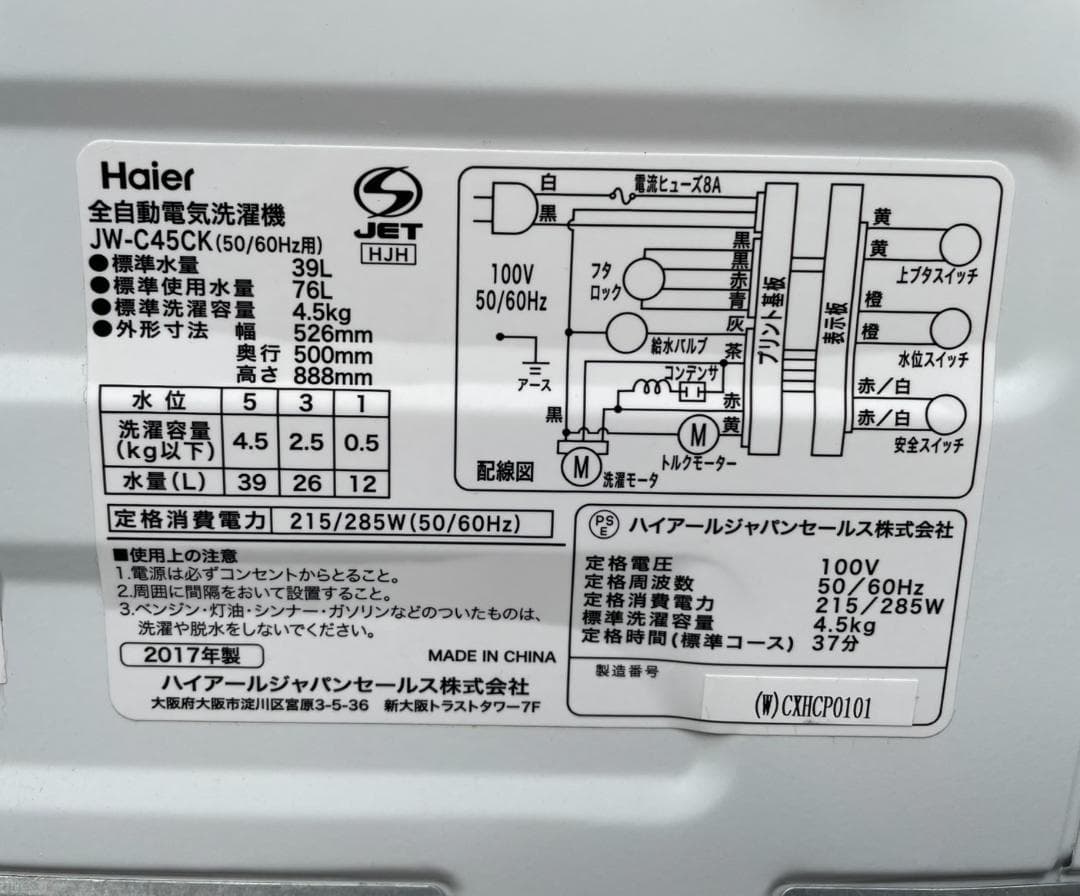 Haier
全自動電気洗濯機
JW-C45CK(50/60Hz用)
JET
HJH
●標準水量 39L
●標準使用水量 76L
●標準洗濯容量 4.5kg
●外形寸法 幅 526mm
奥行 500mm
高さ 888mm
水位 5 3 1
洗濯容量(kg以下) 4.5 2.5 0.5
水量(L) 39 26 12
定格消費電力 215/285W(50/60Hz)
■使用上の注意
1.電源は必ずコンセントからとること。
2.周囲に間隔をおいて設置すること。
3.ベンジン・灯油・シンナー・ガソリンなどのついたものは、
洗濯や脱水をしないでください。
2017年製
MADE IN CHINA
ハイアールジャパンセールス株式会社
大阪府大阪市淀川区宮原3-5-36 新大阪トラストタワー7F
白
電流ヒューズ8A
黒
100V
50/60Hz
アース
フタ
ロック
黒
黒
赤
青
灰
給水バルブ
茶
コンデンサ
赤
黒
黄
M
トルクモーター
M
洗濯モータ
配線図
プリント基板
表示板
黄
黄
上ブタスイッチ
橙
橙
水位スイッチ
赤/白
赤/白
安全スイッチ
PSE ハイアールジャパンセールス株式会社
定格電圧 100V
定格周波数 50/60Hz
定格消費電力 215/285W
標準洗濯容量 4.5kg
定格時間(標準コース) 37分
製造番号
(W)CXHCP0101